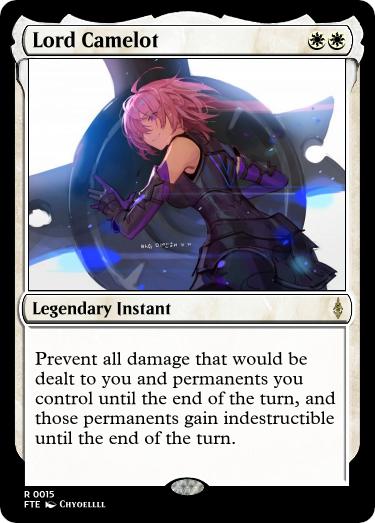 Lord Camelot
Legendary Instant
Prevent all damage that would be
dealt to you and permanents you
control until the end of the turn, and
those permanents gain indestructible
until the end of the turn.
R 0015
FTE CHYOELLLL